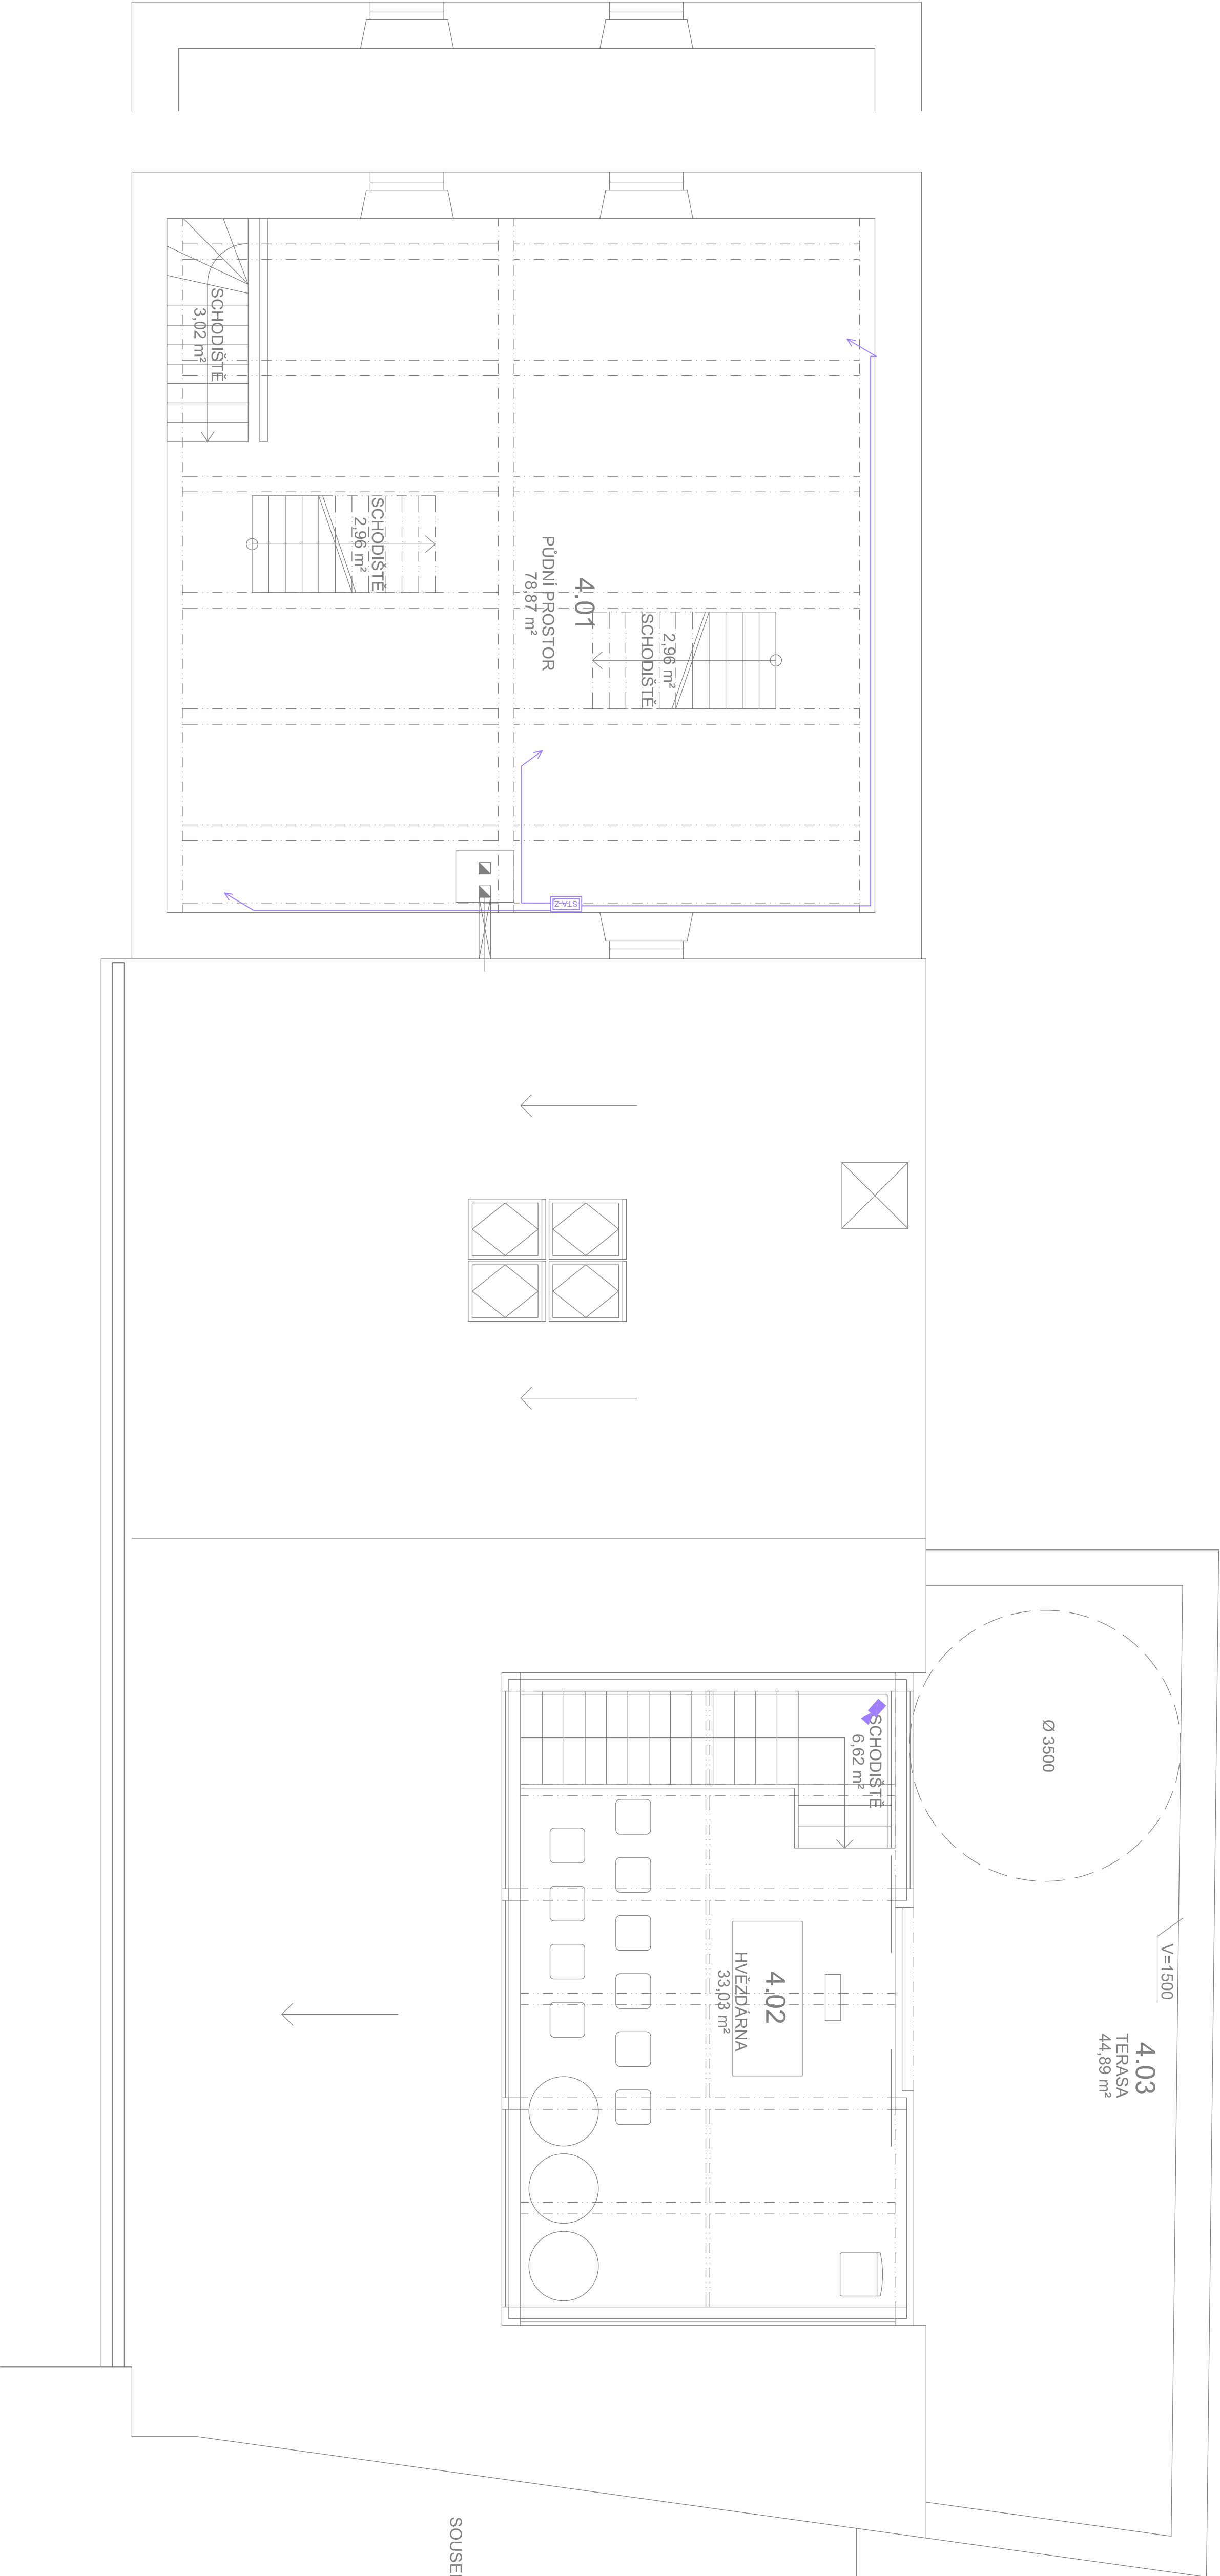 SCHODIŠTĚ
3,02 m²
SCHODIŠTĚ
2,96 m²
4.01
PŮDNÍ PROSTOR
78,87 m²
2,96 m²
SCHODIŠTĚ
STA-Z
Ø 3500
SCHODIŠTĚ
6,62 m²
V=1500
4.02
HVĚZDÁRNA
33,03 m²
4.03
TERASA
44,89 m²